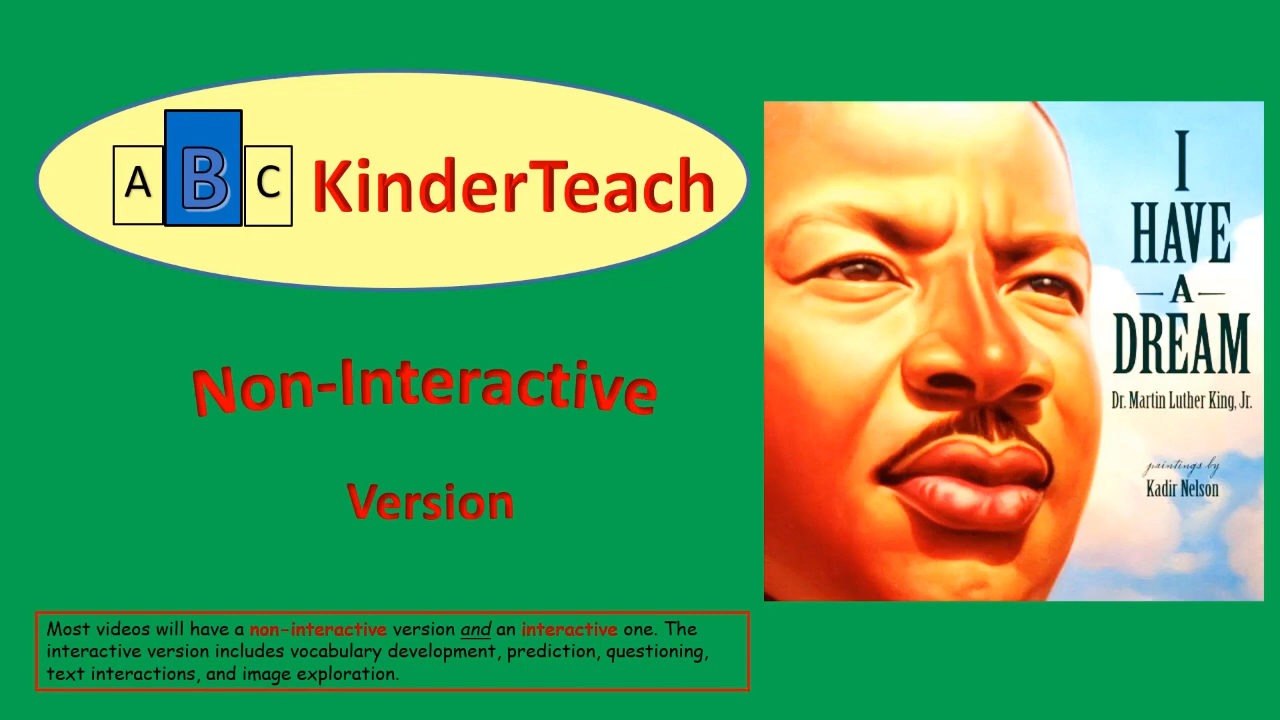 A B C KinderTeach
Non-Interactive
Version
Most videos will have a non-interactive version and an interactive one. The
interactive version includes vocabulary development, prediction, questioning,
text interactions, and image exploration.
I
HAVE
A
DREAM
Dr. Martin Luther King, Jr.
paintings by
Kadir Nelson